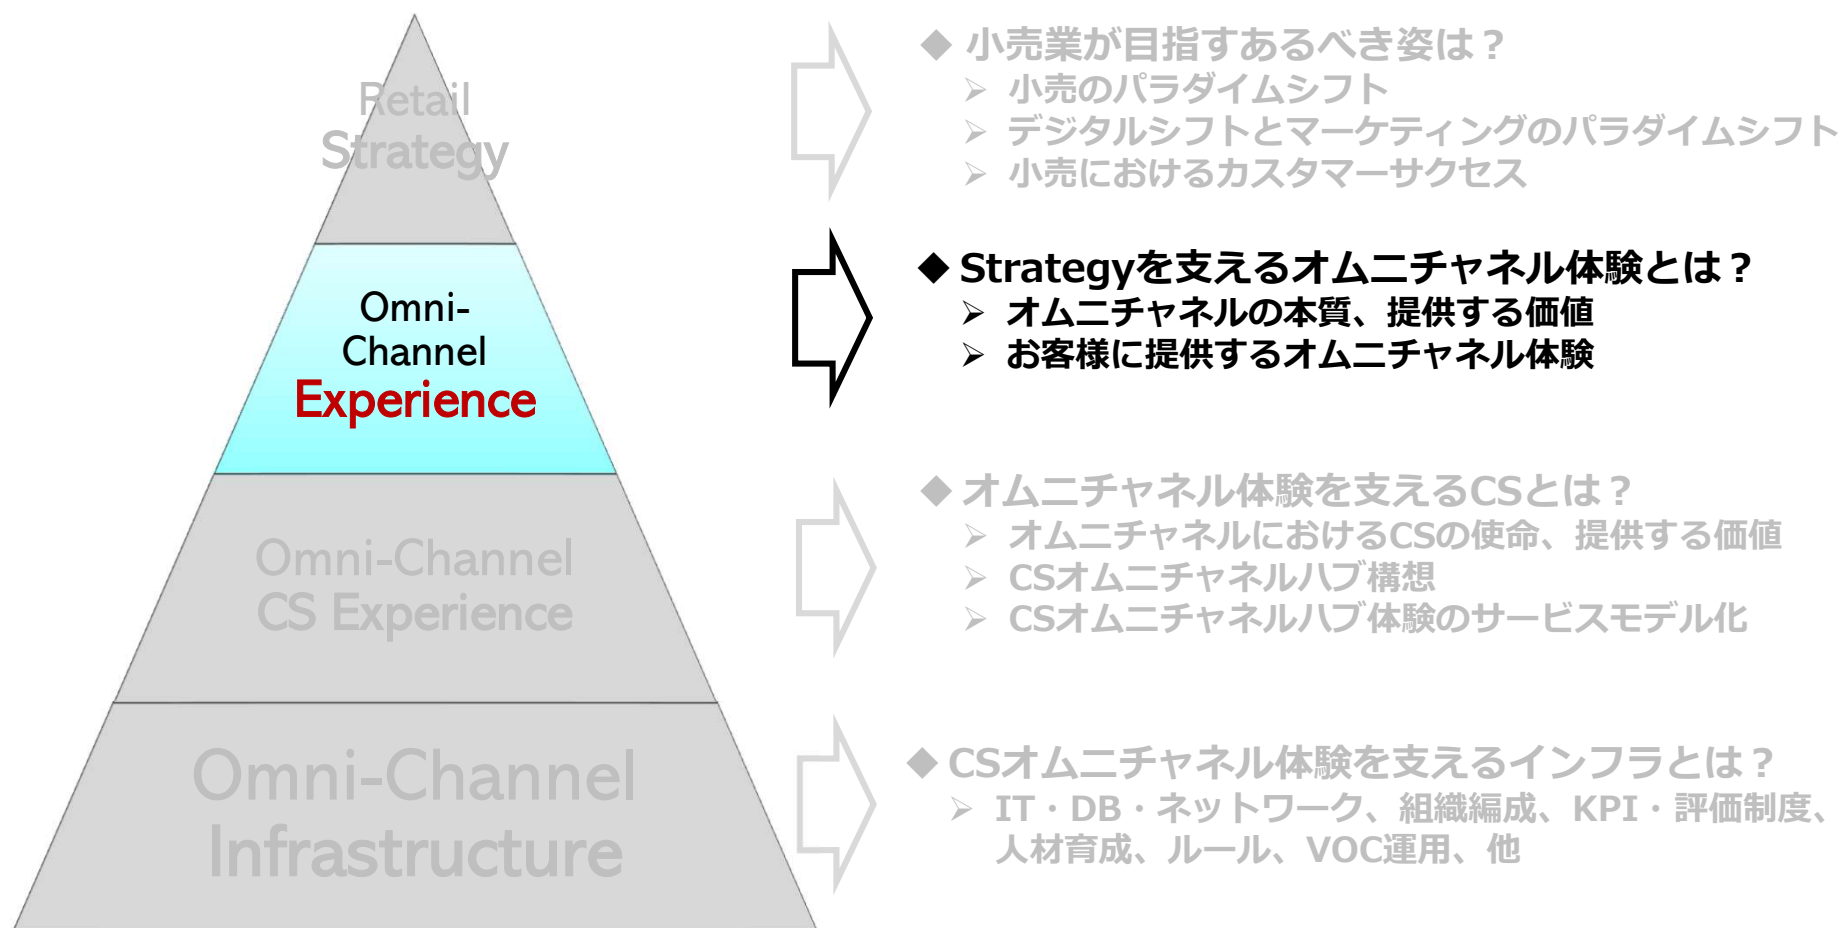 Retail
Strategy
◆ 小売業が目指すあるべき姿は？
➢ 小売のパラダイムシフト
➢ デジタルシフトとマーケティングのパラダイムシフト
➢ 小売におけるカスタマーサクセス
Omni-
Channel
Experience
◆ Strategyを支えるオムニチャネル体験とは？
➢ オムニチャネルの本質、提供する価値
➢ お客様に提供するオムニチャネル体験
Omni-Channel
CS Experience
◆ オムニチャネル体験を支えるCSとは？
➢ オムニチャネルにおけるCSの使命、提供する価値
➢ CSオムニチャネルハブ構想
➢ CSオムニチャネルハブ体験のサービスモデル化
Omni-Channel
Infrastructure
◆ CSオムニチャネル体験を支えるインフラとは？
➢ IT・DB・ネットワーク、組織編成、KPI・評価制度、
人材育成、ルール、VOC運用、他